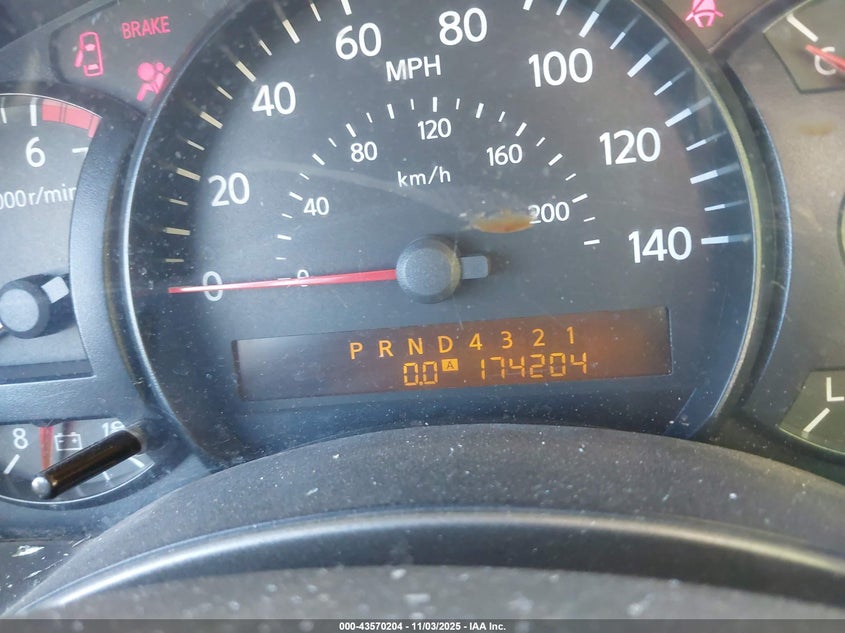 BRAKE
60 80
MPH
40 100
6
120
80 160
120
20 km/h
000r/min
40 200
140
0 0
C
P R N D 4 3 2 1
0.0 A 174204
L
8
000-43570204 - 11/03/2025 - IAA Inc.